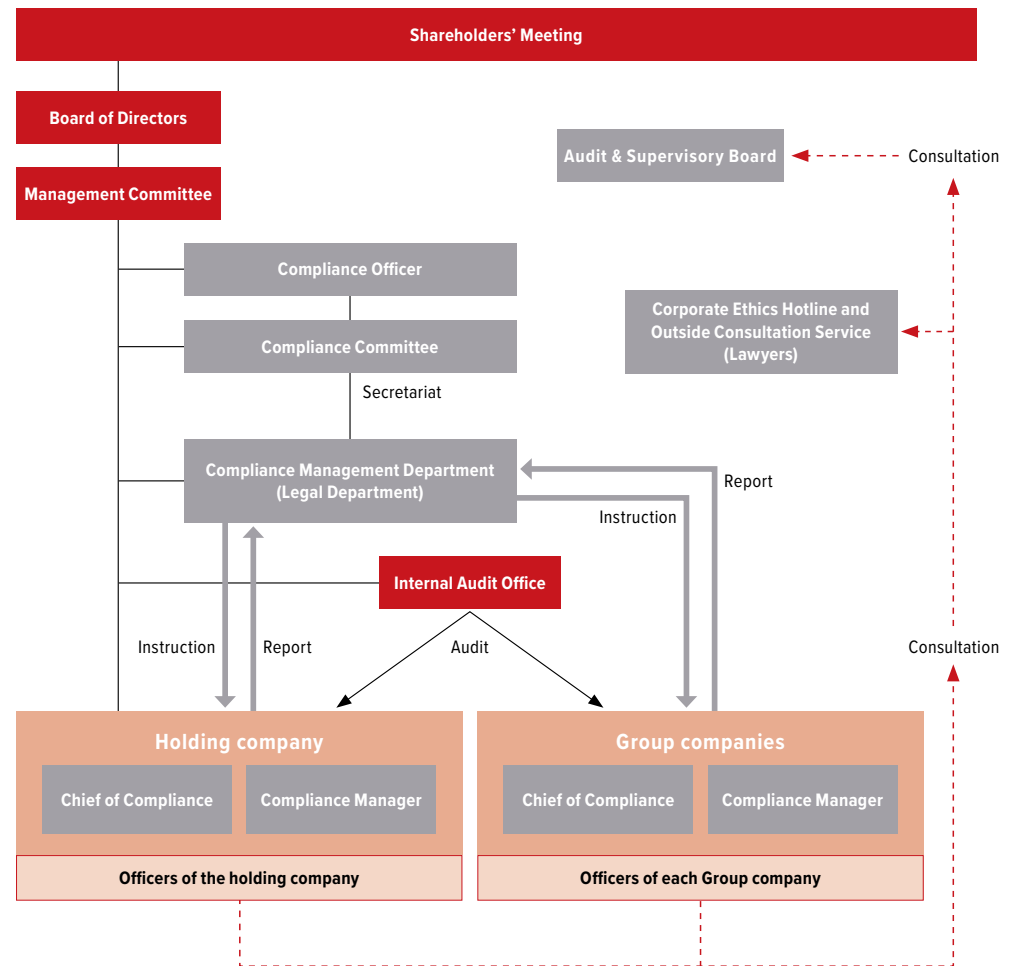 Shareholders’ Meeting
Board of Directors
Audit & Supervisory Board
Consultation
Management Committee
Compliance Officer
Corporate Ethics Hotline and
Outside Consultation Service
(Lawyers)
Compliance Committee
Secretariat
Compliance Management Department
(Legal Department)
Report
Instruction
Internal Audit Office
Instruction
Report
Audit
Consultation
Holding company
Chief of Compliance
Compliance Manager
Officers of the holding company
Group companies
Chief of Compliance
Compliance Manager
Officers of each Group company